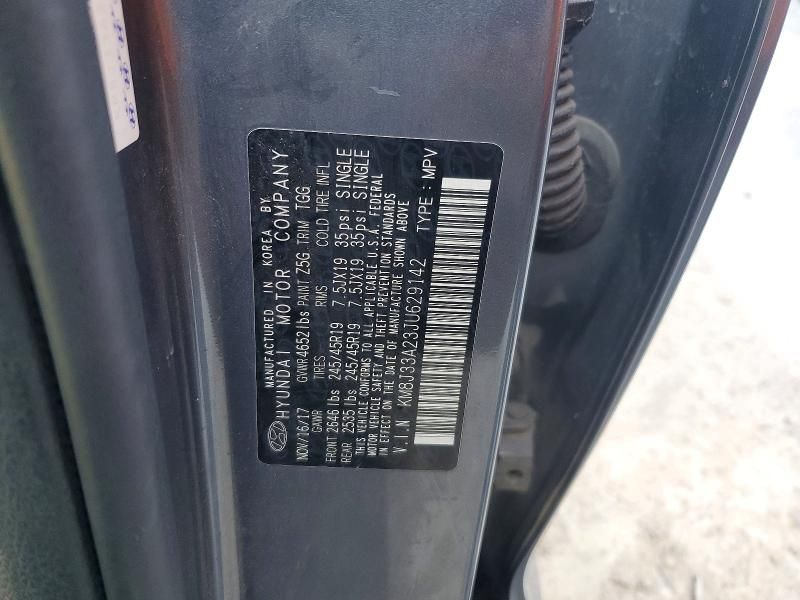 MANUFACTURED IN KOREA BY
HYUNDAI MOTOR COMPANY
NOV/16/17 GVWR 4652 lbs PAINT Z5G TRIM TGG
GAWR TIRES RIMS COLD TIRE INFL
FRONT 2646 lbs 245/45R19 7.5JX19 35psi SINGLE
REAR 2535 lbs 245/45R19 7.5JX19 35psi SINGLE
THIS VEHICLE CONFORMS TO ALL APPLICABLE U.S.A. FEDERAL
MOTOR VEHICLE SAFETY AND THEFT PREVENTION STANDARDS
IN EFFECT ON THE DATE OF MANUFACTURE SHOWN ABOVE
V.I.N KM8J33A23JU629142 TYPE : MPV